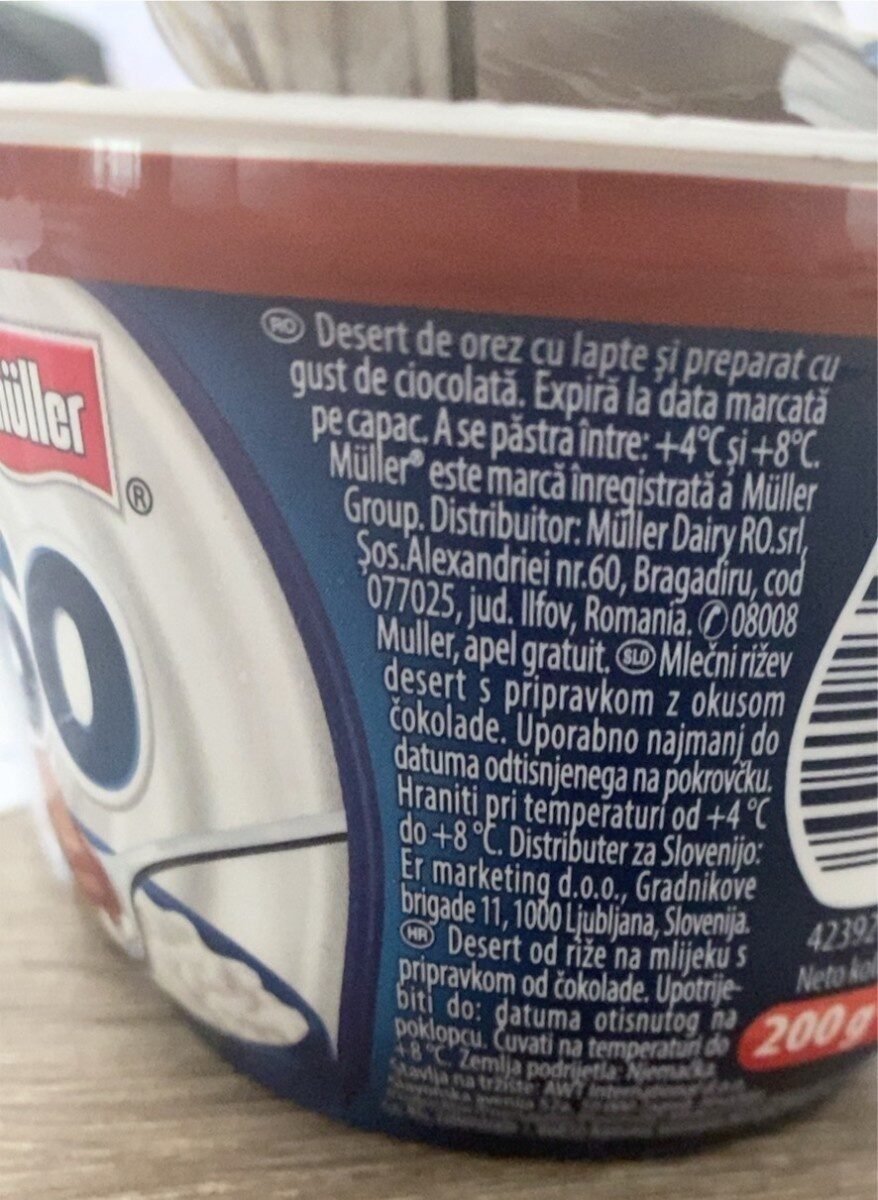 Müller
®
RO Desert de orez cu lapte și preparat cu
gust de ciocolată. Expiră la data marcată
pe capac. A se păstra între: +4°C și +8°C.
Müller® este marcă înregistrată a Müller
Group. Distribuitor: Müller Dairy RO.srl,
Șos.Alexandriei nr.60, Bragadiru, cod
077025, jud. Ilfov, Romania. 08008
Muller, apel gratuit. SLO Mlečni rižev
desert s pripravkom z okusom
čokolade. Uporabno najmanj do
datuma odtisnjenega na pokrovčku.
Hraniti pri temperaturi od +4 °C
do +8 °C. Distributer za Slovenijo:
Er marketing d.o.o., Gradnikove
brigade 11, 1000 Ljubljana, Slovenija.
HR Desert od riže na mlijeku s
pripravkom od čokolade. Upotrije-
biti do: datuma otisnutog na
poklopcu. Čuvati na temperaturi do
+8 °C. Zemlja podrijetla: Njemačka
42392
Neto
200 g